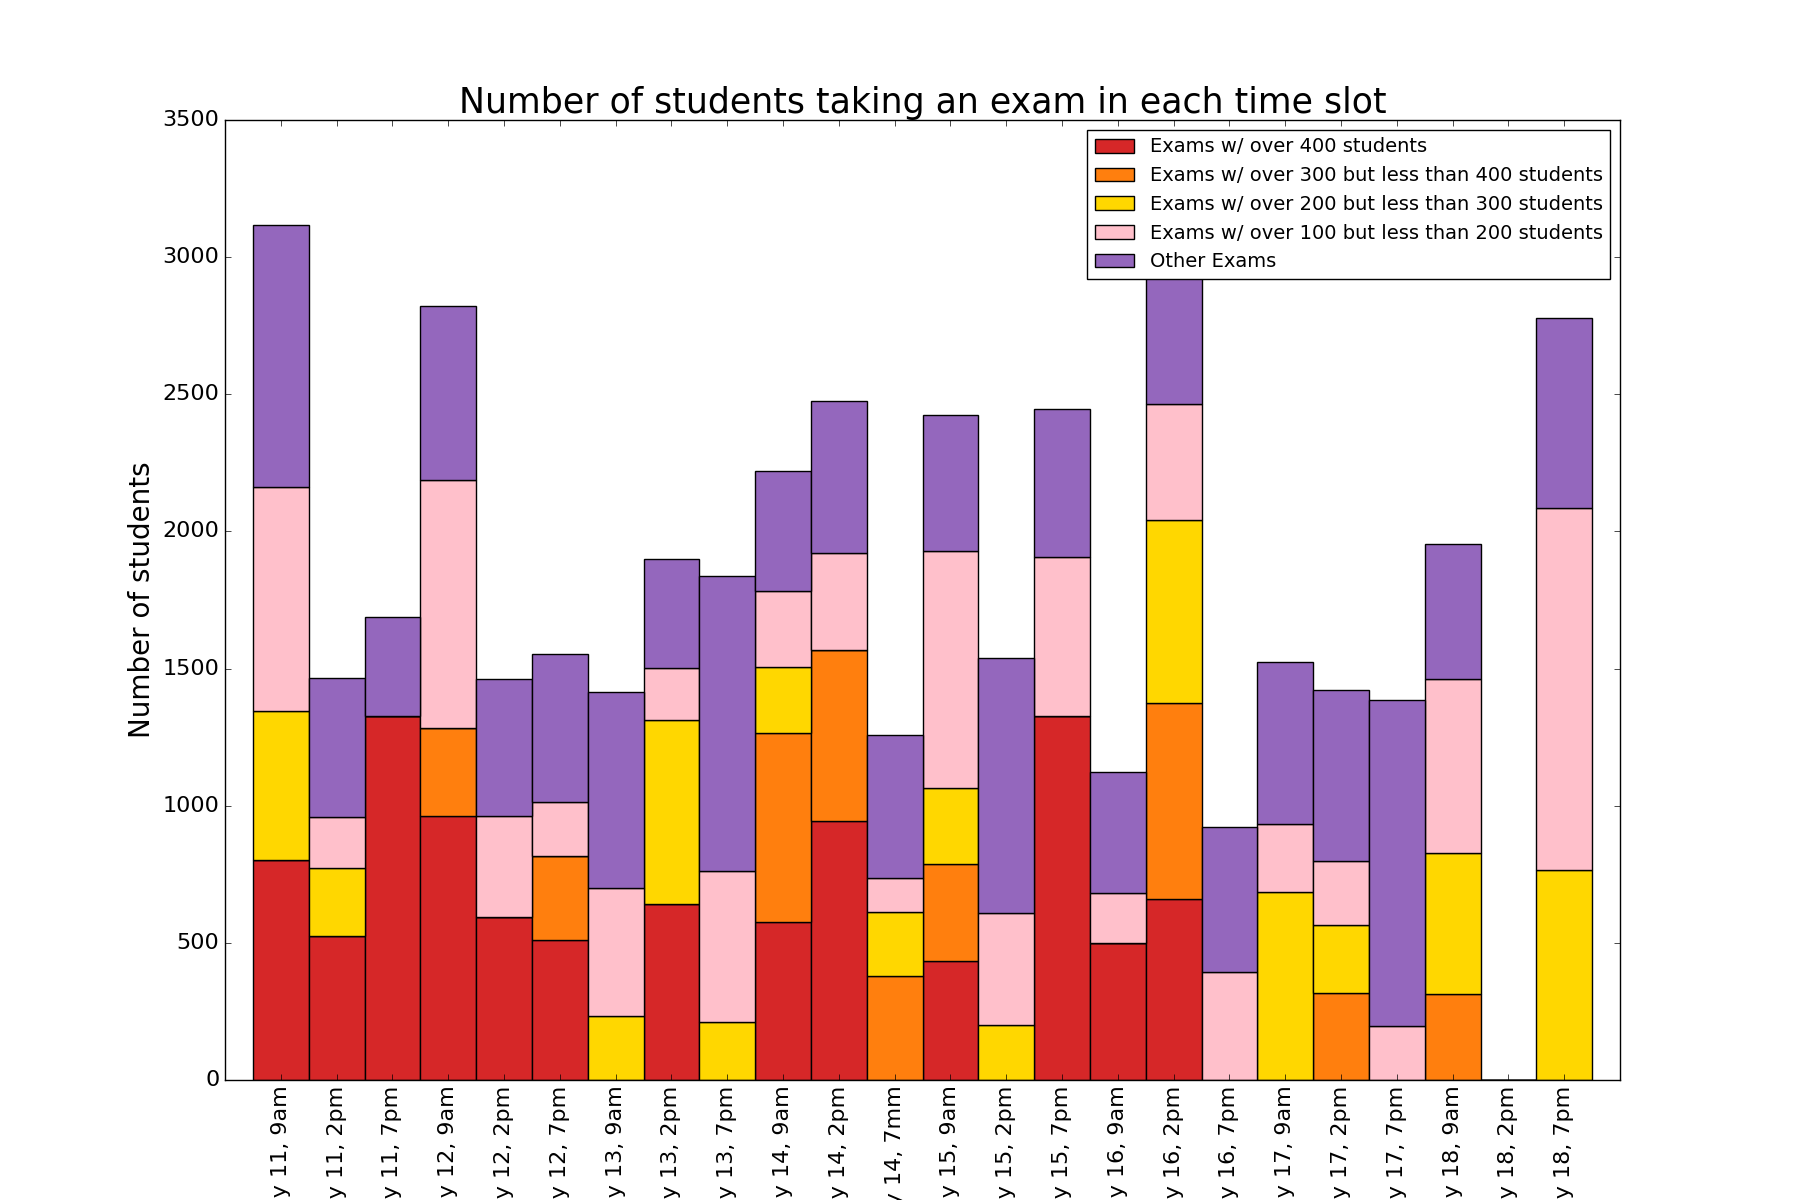 Number of students taking an exam in each time slot
Exams w/ over 400 students
Exams w/ over 300 but less than 400 students
Exams w/ over 200 but less than 300 students
Exams w/ over 100 but less than 200 students
Other Exams
Number of students
3500
3000
2500
2000
1500
1000
500
0
y 11, 9am
y 11, 2pm
y 11, 7pm
y 12, 9am
y 12, 2pm
y 12, 7pm
y 13, 9am
y 13, 2pm
y 13, 7pm
y 14, 9am
y 14, 2pm
y 14, 7mm
y 15, 9am
y 15, 2pm
y 15, 7pm
y 16, 9am
y 16, 2pm
y 16, 7pm
y 17, 9am
y 17, 2pm
y 17, 7pm
y 18, 9am
y 18, 2pm
y 18, 7pm